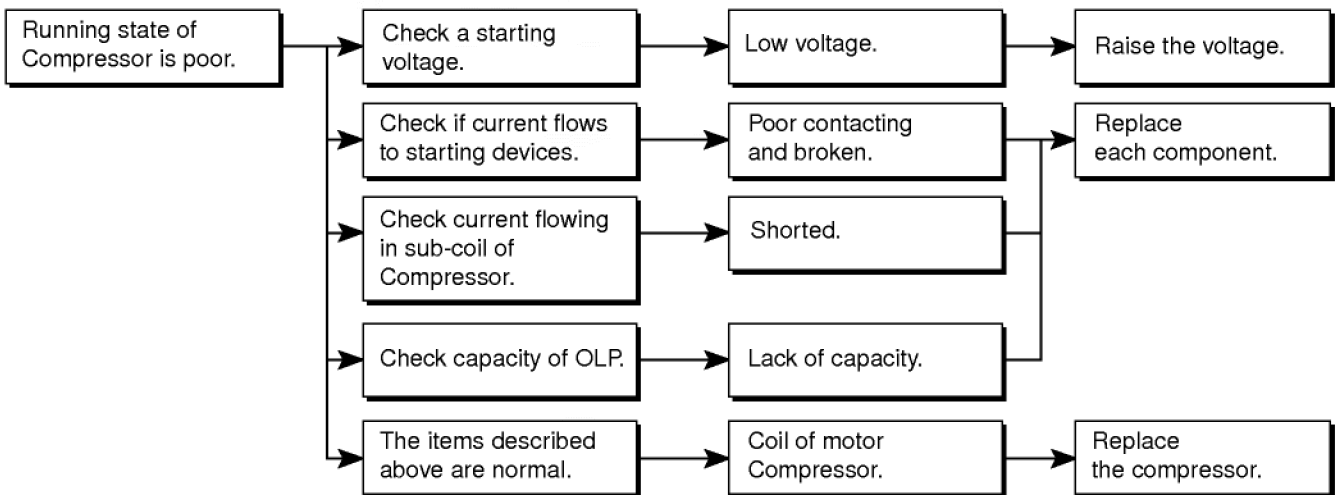 Running state of
Compressor is poor.
Check a starting
voltage.
Low voltage.
Raise the voltage.
Check if current flows
to starting devices.
Poor contacting
and broken.
Replace
each component.
Check current flowing
in sub-coil of
Compressor.
Shorted.
Check capacity of OLP.
Lack of capacity.
The items described
above are normal.
Coil of motor
Compressor.
Replace
the compressor.